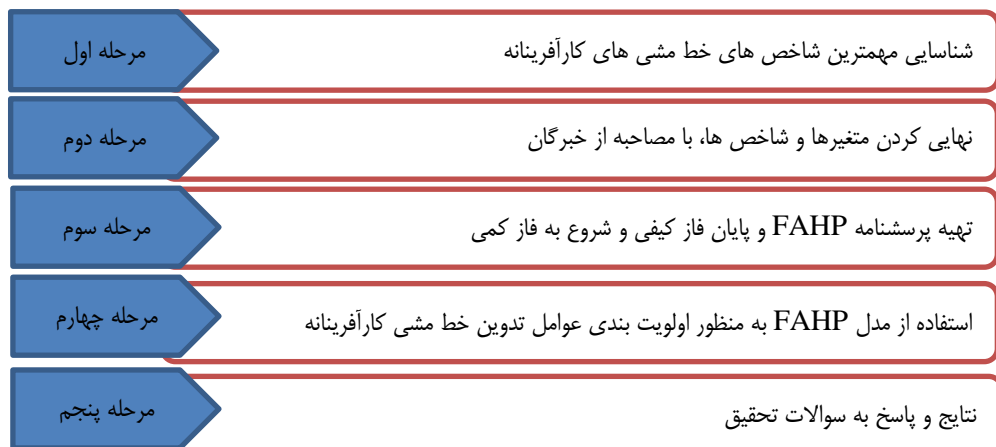 مرحله اول
شناسایی مهمترین شاخص های خط مشی های کارآفرینانه
مرحله دوم
نهایی کردن متغیرها و شاخص ها، با مصاحبه از خبرگان
مرحله سوم
تهیه پرسشنامه FAHP و پایان فاز کیفی و شروع به فاز کمی
مرحله چهارم
استفاده از مدل FAHP به منظور اولویت بندی عوامل تدوین خط مشی کارآفرینانه
مرحله پنجم
نتایج و پاسخ به سوالات تحقیق